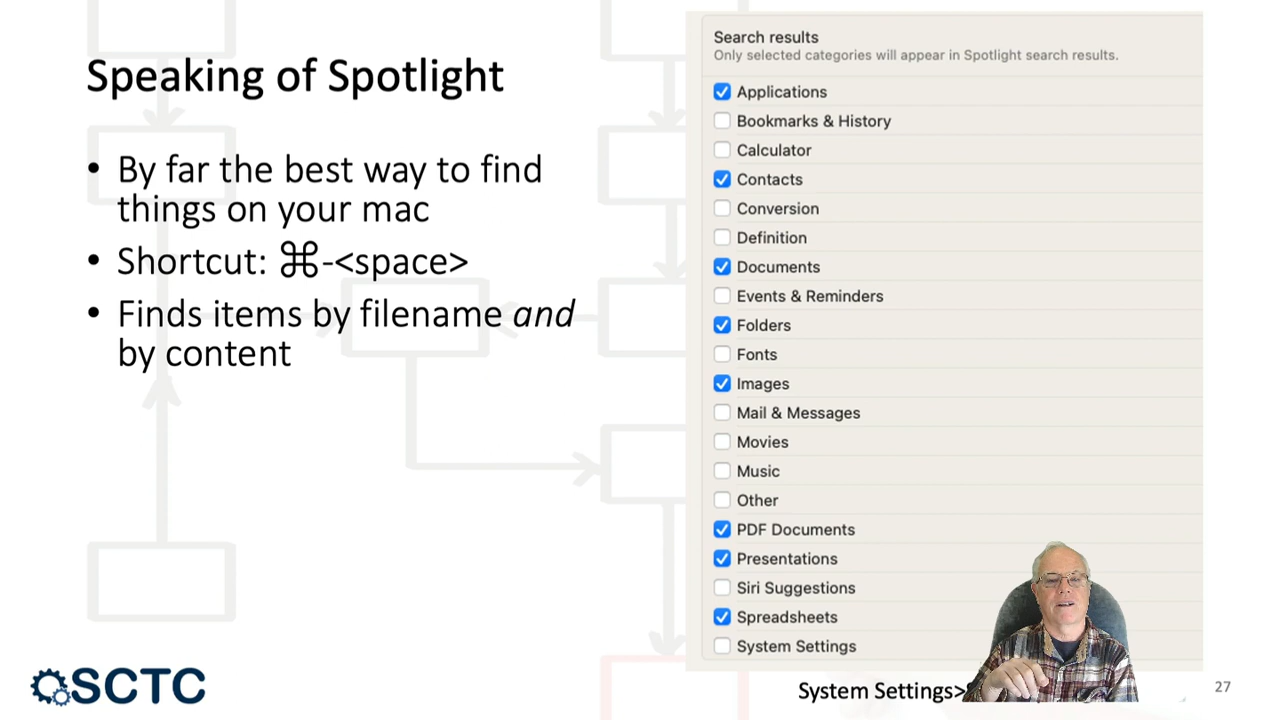 Speaking of Spotlight
• By far the best way to find
things on your mac
• Shortcut: ⌘-<space>
• Finds items by filename and
by content
Search results
Only selected categories will appear in Spotlight search results.
Applications
Bookmarks & History
Calculator
Contacts
Conversion
Definition
Documents
Events & Reminders
Folders
Fonts
Images
Mail & Messages
Movies
Music
Other
PDF Documents
Presentations
Siri Suggestions
Spreadsheets
System Settings
System Settings>
SCTC
27